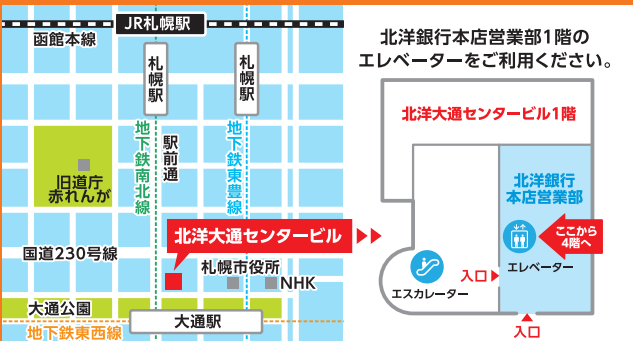 JR札幌駅
函館本線
札幌駅
札幌駅
地下鉄南北線
駅前通
地下鉄東豊線
旧道庁
赤れんが
北洋大通センタービル
国道230号線
札幌市役所
NHK
大通公園
大通駅
地下鉄東西線
北洋銀行本店営業部1階の
エレベーターをご利用ください。
北洋大通センタービル1階
北洋銀行
本店営業部
ここから
4階へ
エレベーター
エスカレーター
入口
入口